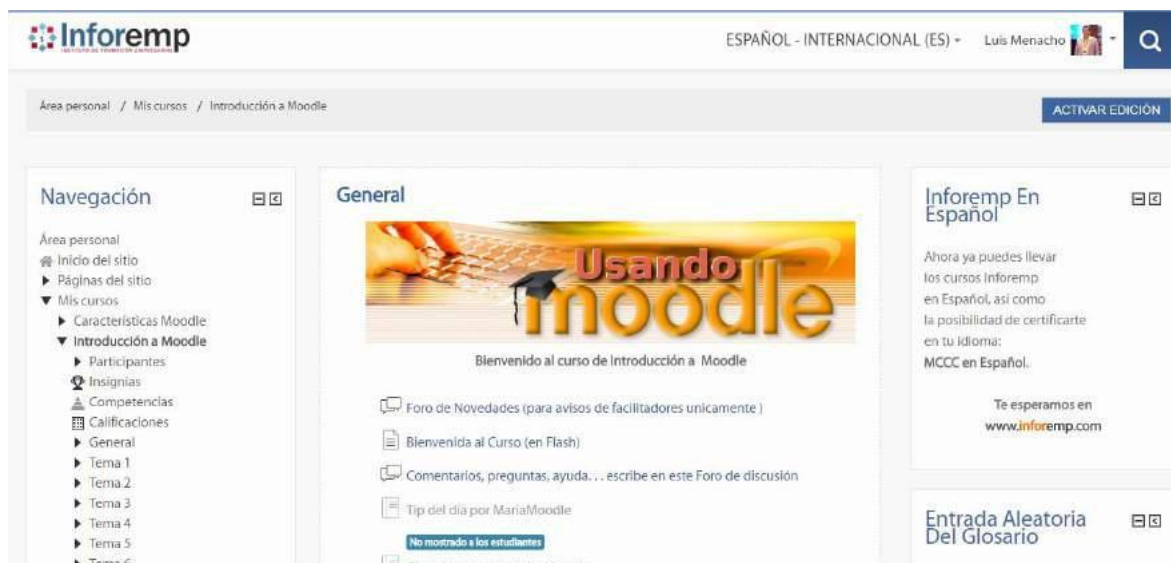 Inforemp
INSTITUTO DE FORMACIÓN EMPRESARIAL
ESPAÑOL - INTERNACIONAL (ES)
Luis Menacho
Área personal / Mis cursos / Introducción a Moodle
ACTIVAR EDICIÓN
Navegación
Área personal
Inicio del sitio
Páginas del sitio
Mis cursos
Características Moodle
Introducción a Moodle
Participantes
Insignias
Competencias
Calificaciones
General
Tema 1
Tema 2
Tema 3
Tema 4
Tema 5
Tema 6
General
Usando
moodle
Bienvenido al curso de Introducción a Moodle
Foro de Novedades (para avisos de facilitadores unicamente )
Bienvenida al Curso (en Flash)
Comentarios, preguntas, ayuda. . . escribe en este Foro de discusión
Tip del día por MariaMoodle
No mostrado a los estudiantes
Inforemp En
Español
Ahora ya puedes llevar
los cursos Inforemp
en Español, así como
la posibilidad de certificarte
en tu idioma:
MCCC en Español.
Te esperamos en
www.inforemp.com
Entrada Aleatoria
Del Glosario